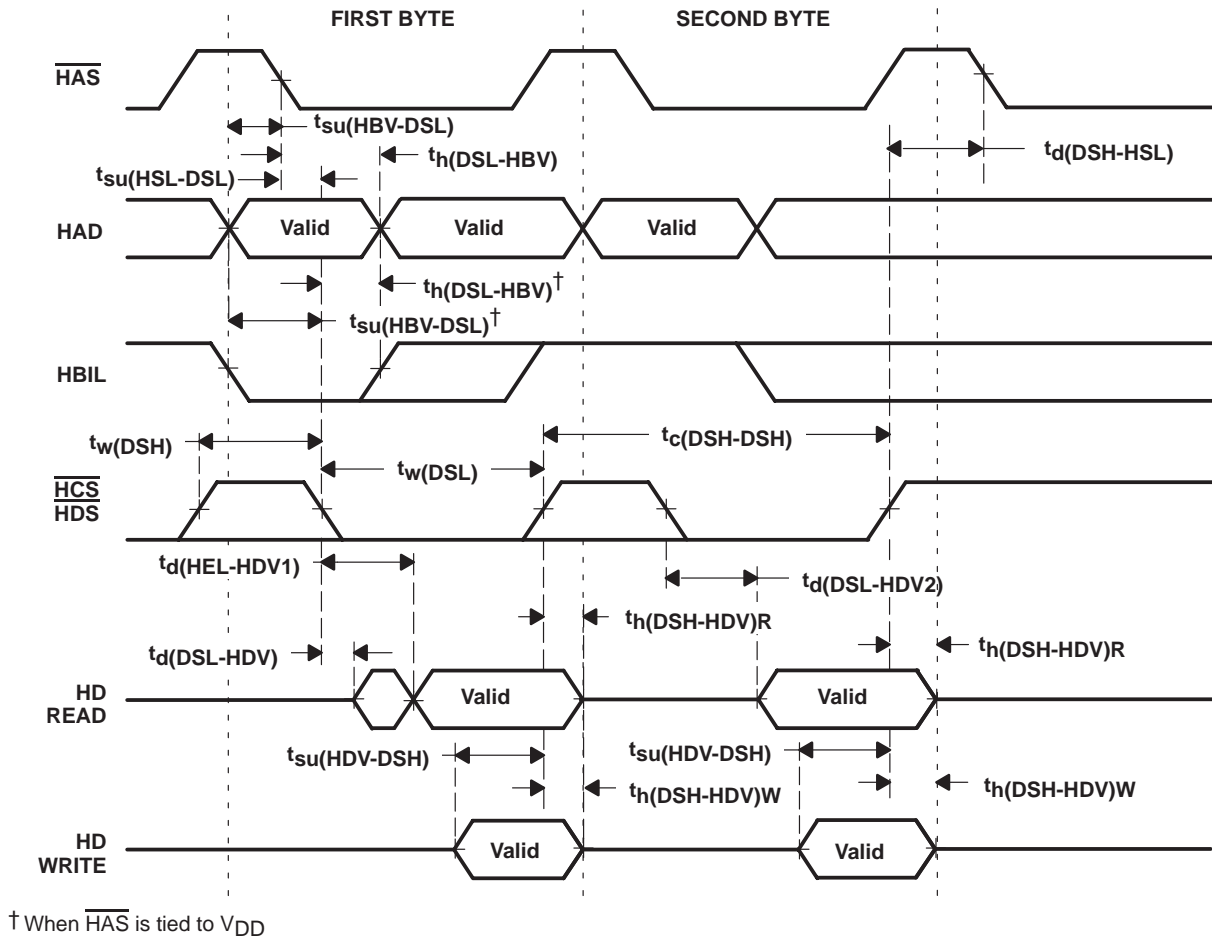 FIRST BYTE
SECOND BYTE
HAS
tsu(HBV-DSL)
th(DSL-HBV)
td(DSH-HSL)
tsu(HSL-DSL)
HAD
Valid
Valid
Valid
th(DSL-HBV)†
tsu(HBV-DSL)†
HBIL
tw(DSH)
tc(DSH-DSH)
tw(DSL)
HCS
HDS
td(HEL-HDV1)
td(DSL-HDV2)
th(DSH-HDV)R
th(DSH-HDV)R
td(DSL-HDV)
HD
READ
Valid
Valid
tsu(HDV-DSH)
tsu(HDV-DSH)
th(DSH-HDV)W
th(DSH-HDV)W
HD
WRITE
Valid
Valid
† When HAS is tied to VDD